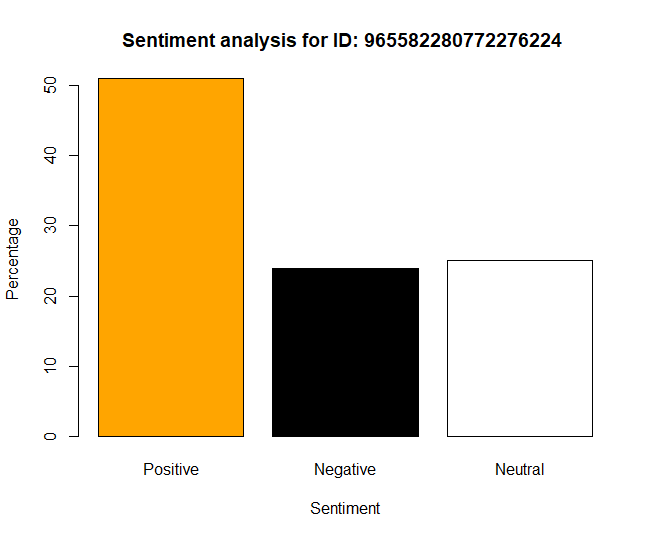 Sentiment analysis for ID: 965582280772276224
Percentage
50
40
30
20
10
0
Positive Negative Neutral
Sentiment